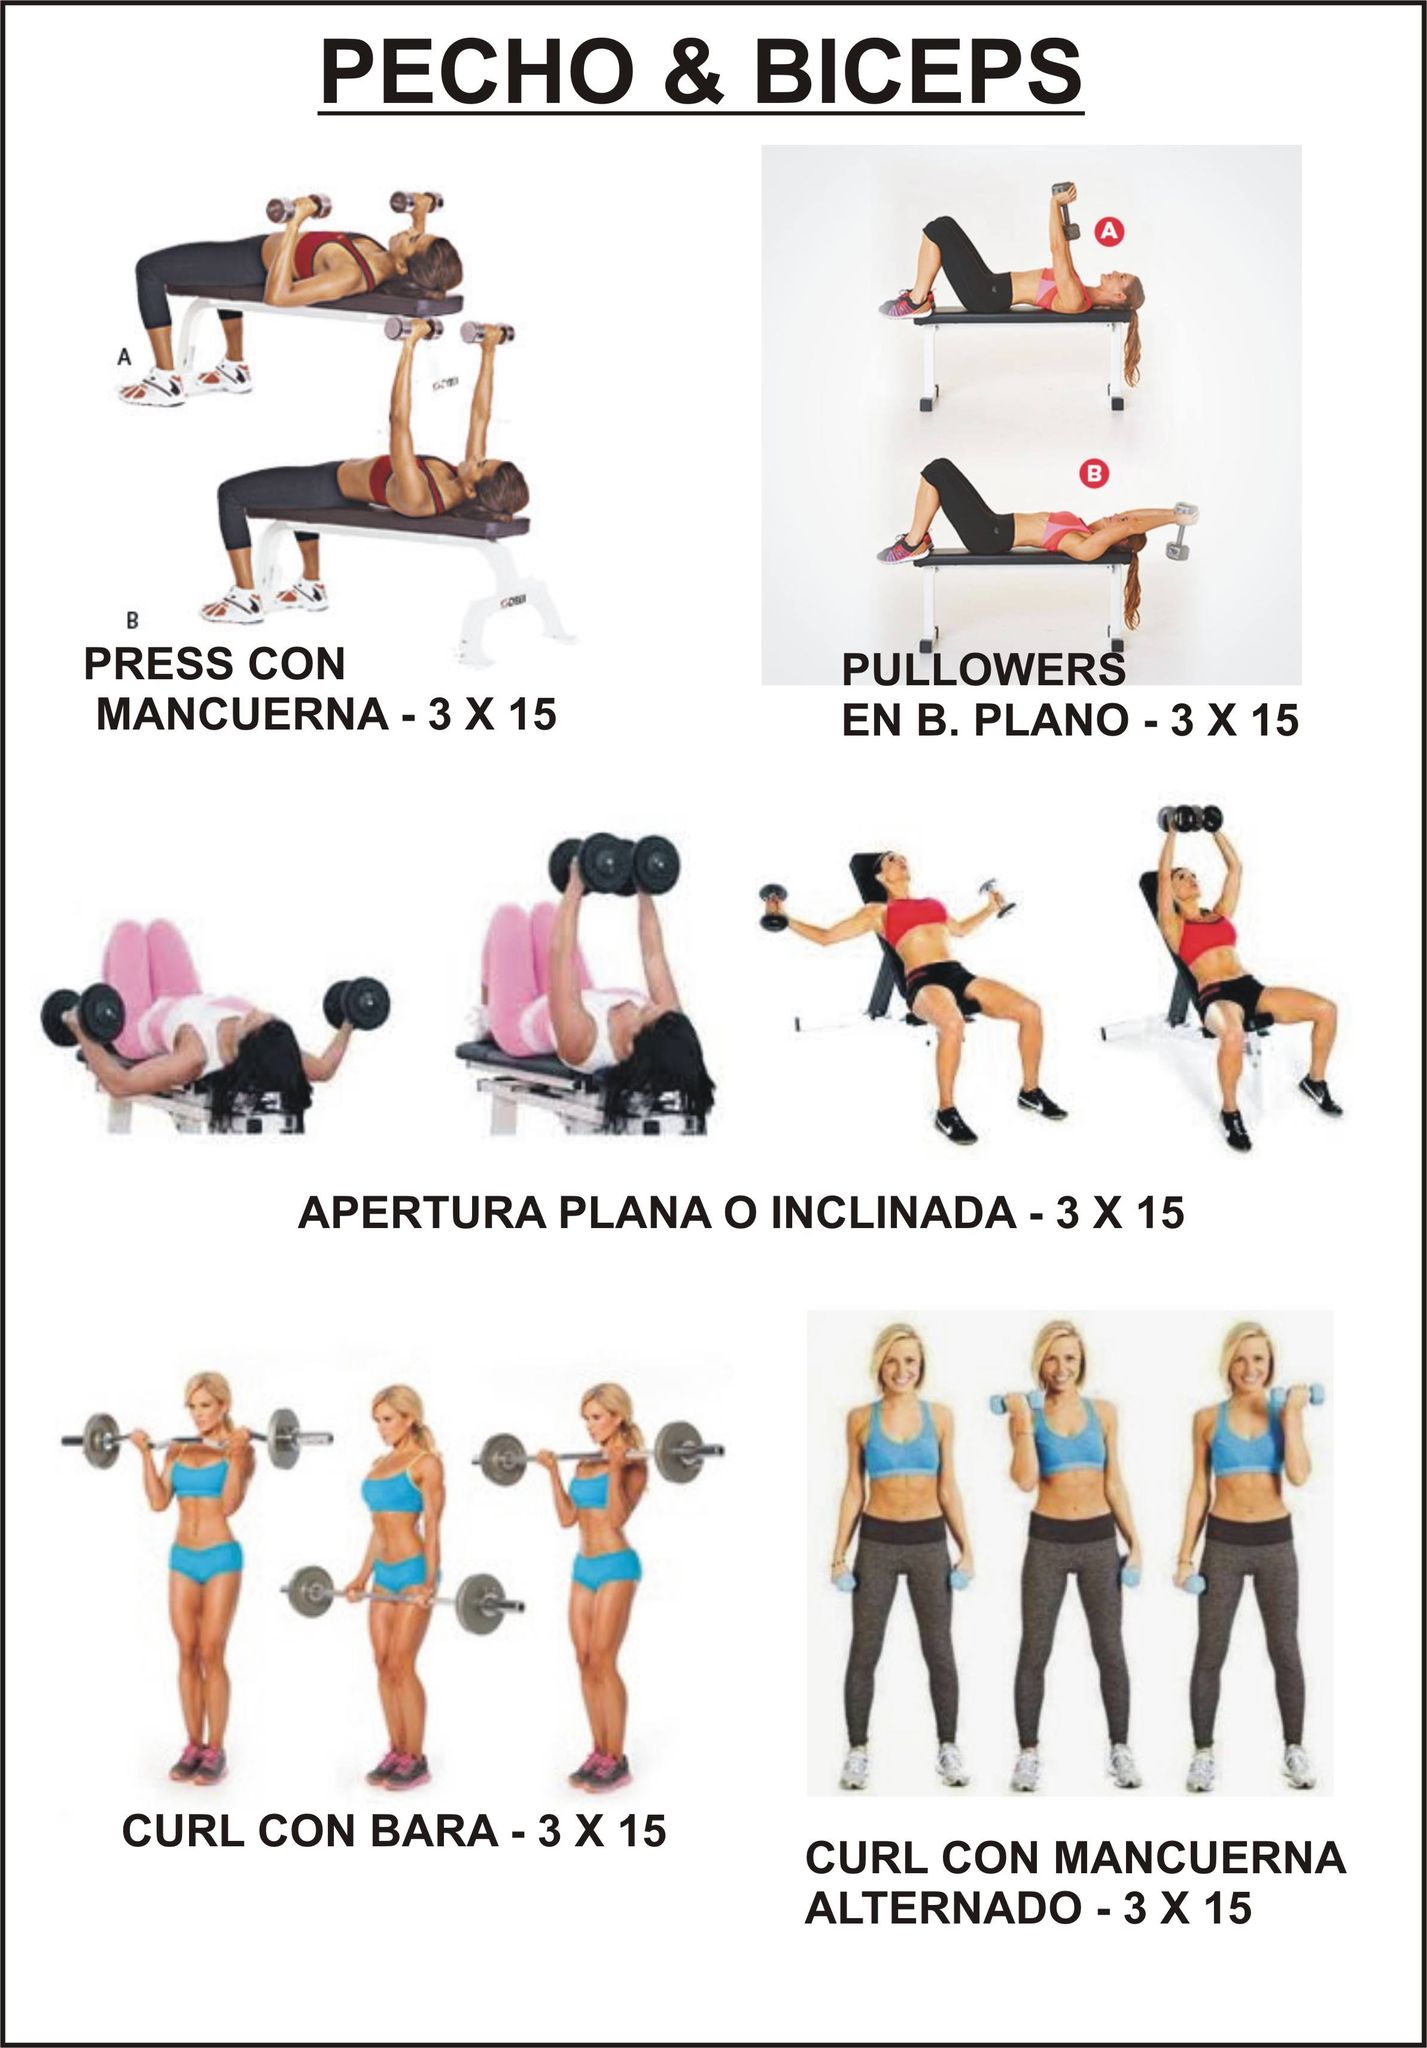 PECHO & BICEPS
A
B
PRESS CON
MANCUERNA - 3 X 15
A
B
PULLOWERS
EN B. PLANO - 3 X 15
APERTURA PLANA O INCLINADA - 3 X 15
CURL CON BARA - 3 X 15
CURL CON MANCUERNA
ALTERNADO - 3 X 15